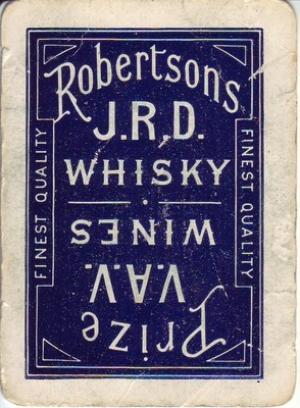 Robertsons
J.R.D.
WHISKY
FINEST QUALITY
FINEST QUALITY
Prize
V.A.V.
WINES